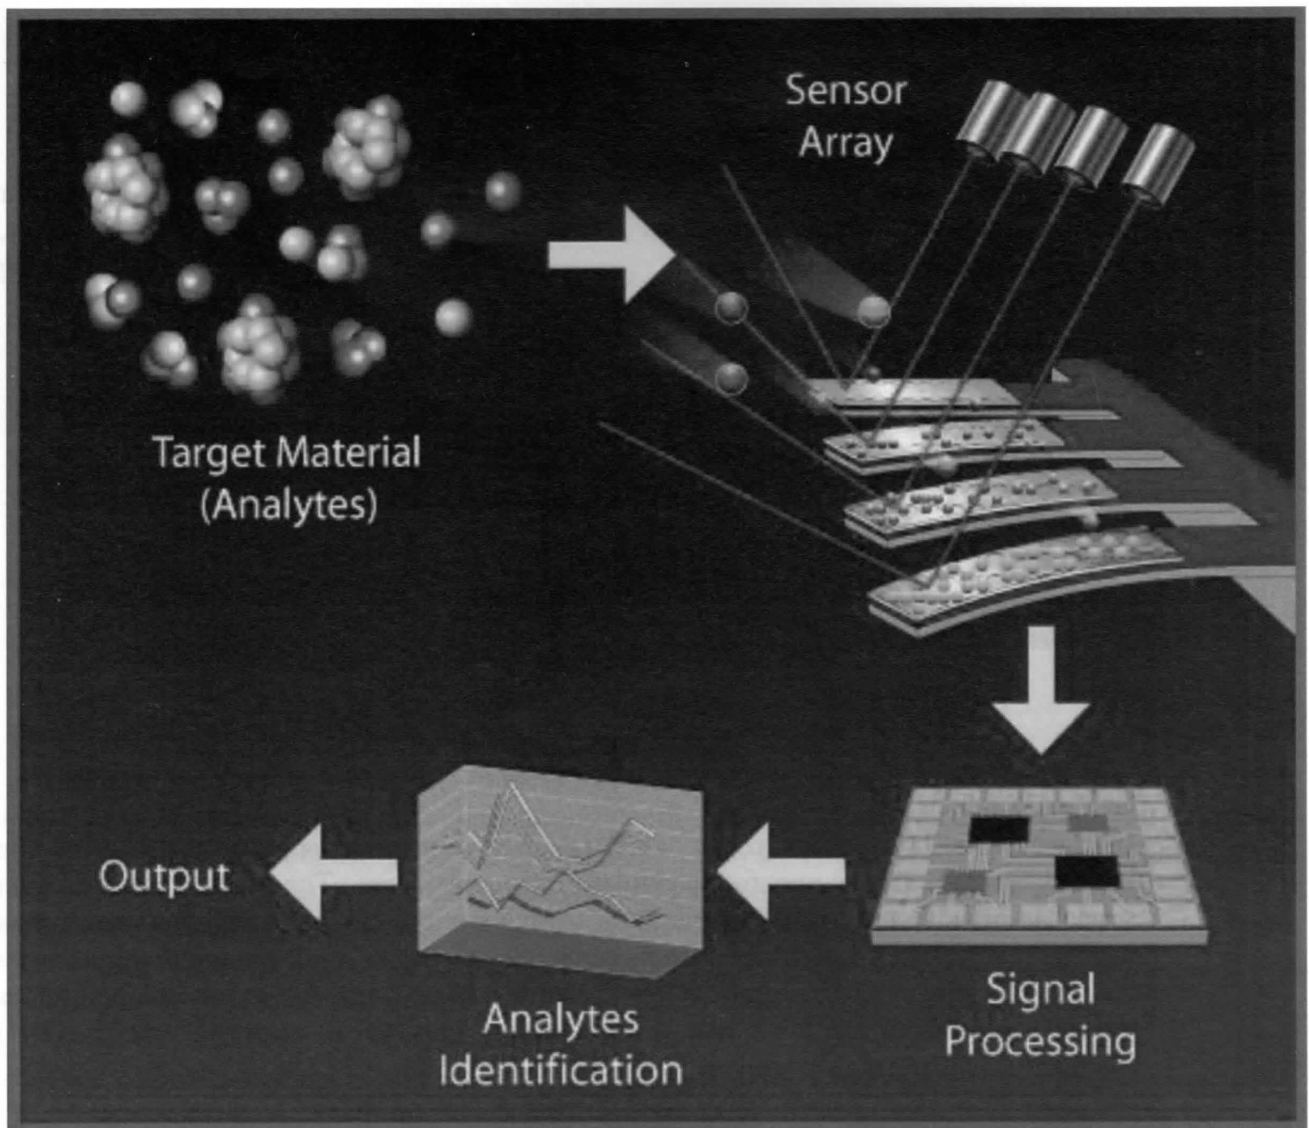 Sensor
Array
Target Material
(Analytes)
Signal
Processing
Analytes
Identification
Output